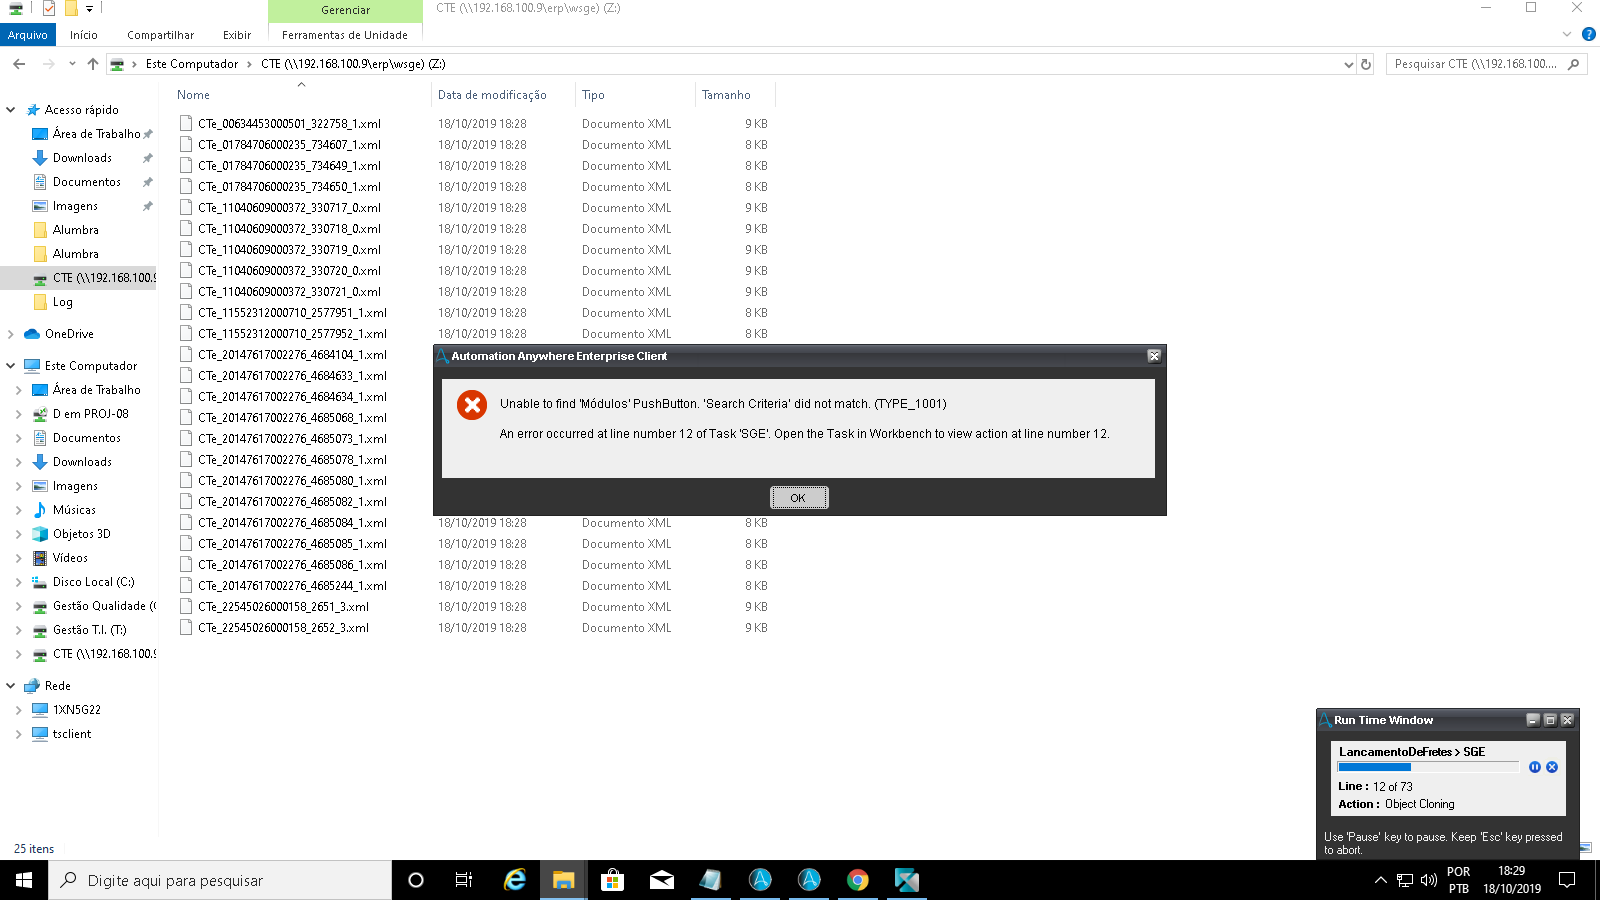 Gerenciar
CTE (\\192.168.100.9\erp\wsge) (Z:)
Arquivo
Início
Compartilhar
Exibir
Ferramentas de Unidade
Este Computador > CTE (\\192.168.100.9\erp\wsge) (Z:)
Pesquisar CTE (\\192.168.100....
Nome
Data de modificação
Tipo
Tamanho
Acesso rápido
Área de Trabalho
Downloads
Documentos
Imagens
Alumbra
Alumbra
CTE (\\192.168.100.9
Log
OneDrive
Este Computador
Área de Trabalho
D em PROJ-08
Documentos
Downloads
Imagens
Músicas
Objetos 3D
Vídeos
Disco Local (C:)
Gestão Qualidade (
Gestão T.I. (T:)
CTE (\\192.168.100.9
Rede
1XN5G22
tsclient
CTe_00634453000501_322758_1.xml 18/10/2019 18:28 Documento XML 9 KB
CTe_01784706000235_734607_1.xml 18/10/2019 18:28 Documento XML 8 KB
CTe_01784706000235_734649_1.xml 18/10/2019 18:28 Documento XML 8 KB
CTe_01784706000235_734650_1.xml 18/10/2019 18:28 Documento XML 8 KB
CTe_11040609000372_330717_0.xml 18/10/2019 18:28 Documento XML 9 KB
CTe_11040609000372_330718_0.xml 18/10/2019 18:28 Documento XML 9 KB
CTe_11040609000372_330719_0.xml 18/10/2019 18:28 Documento XML 9 KB
CTe_11040609000372_330720_0.xml 18/10/2019 18:28 Documento XML 9 KB
CTe_11040609000372_330721_0.xml 18/10/2019 18:28 Documento XML 9 KB
CTe_11552312000710_2577951_1.xml 18/10/2019 18:28 Documento XML 8 KB
CTe_11552312000710_2577952_1.xml 18/10/2019 18:28 Documento XML 8 KB
CTe_20147617002276_4684104_1.xml
CTe_20147617002276_4684633_1.xml
CTe_20147617002276_4684634_1.xml
CTe_20147617002276_4685068_1.xml
CTe_20147617002276_4685073_1.xml
CTe_20147617002276_4685078_1.xml
CTe_20147617002276_4685080_1.xml
CTe_20147617002276_4685082_1.xml
CTe_20147617002276_4685084_1.xml 18/10/2019 18:28 Documento XML 8 KB
CTe_20147617002276_4685085_1.xml 18/10/2019 18:28 Documento XML 8 KB
CTe_20147617002276_4685086_1.xml 18/10/2019 18:28 Documento XML 8 KB
CTe_20147617002276_4685244_1.xml 18/10/2019 18:28 Documento XML 8 KB
CTe_22545026000158_2651_3.xml 18/10/2019 18:28 Documento XML 9 KB
CTe_22545026000158_2652_3.xml 18/10/2019 18:28 Documento XML 9 KB
Automation Anywhere Enterprise Client
Unable to find 'Módulos' PushButton. 'Search Criteria' did not match. (TYPE_1001)
An error occurred at line number 12 of Task 'SGE'. Open the Task in Workbench to view action at line number 12.
OK
Run Time Window
LancamentoDeFretes > SGE
Line : 12 of 73
Action : Object Cloning
Use 'Pause' key to pause. Keep 'Esc' key pressed
to abort.
25 itens
Digite aqui para pesquisar
POR
PTB
18:29
18/10/2019